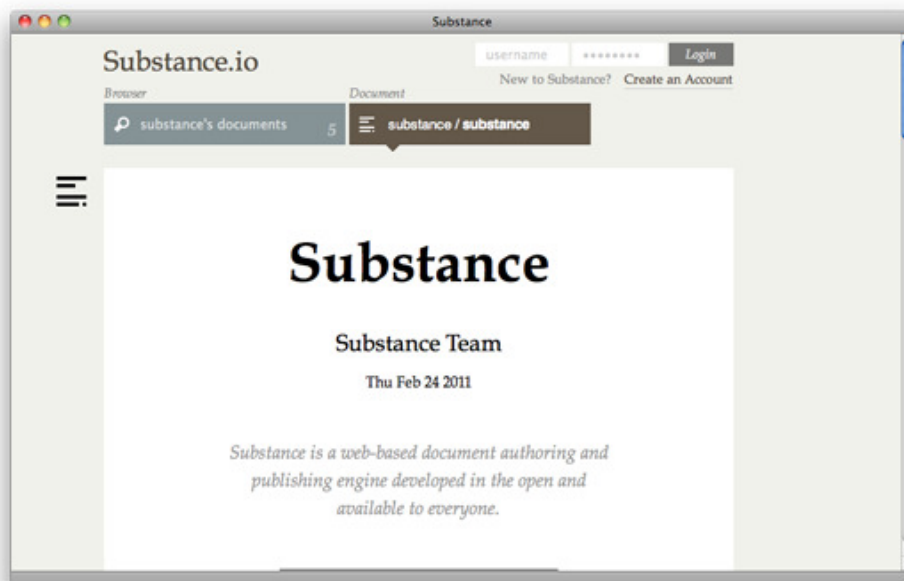 Substance
Substance.io
username •••••••• Login
New to Substance? Create an Account
Browser Document
substance's documents 5 substance / substance
Substance
Substance Team
Thu Feb 24 2011
Substance is a web-based document authoring and
publishing engine developed in the open and
available to everyone.